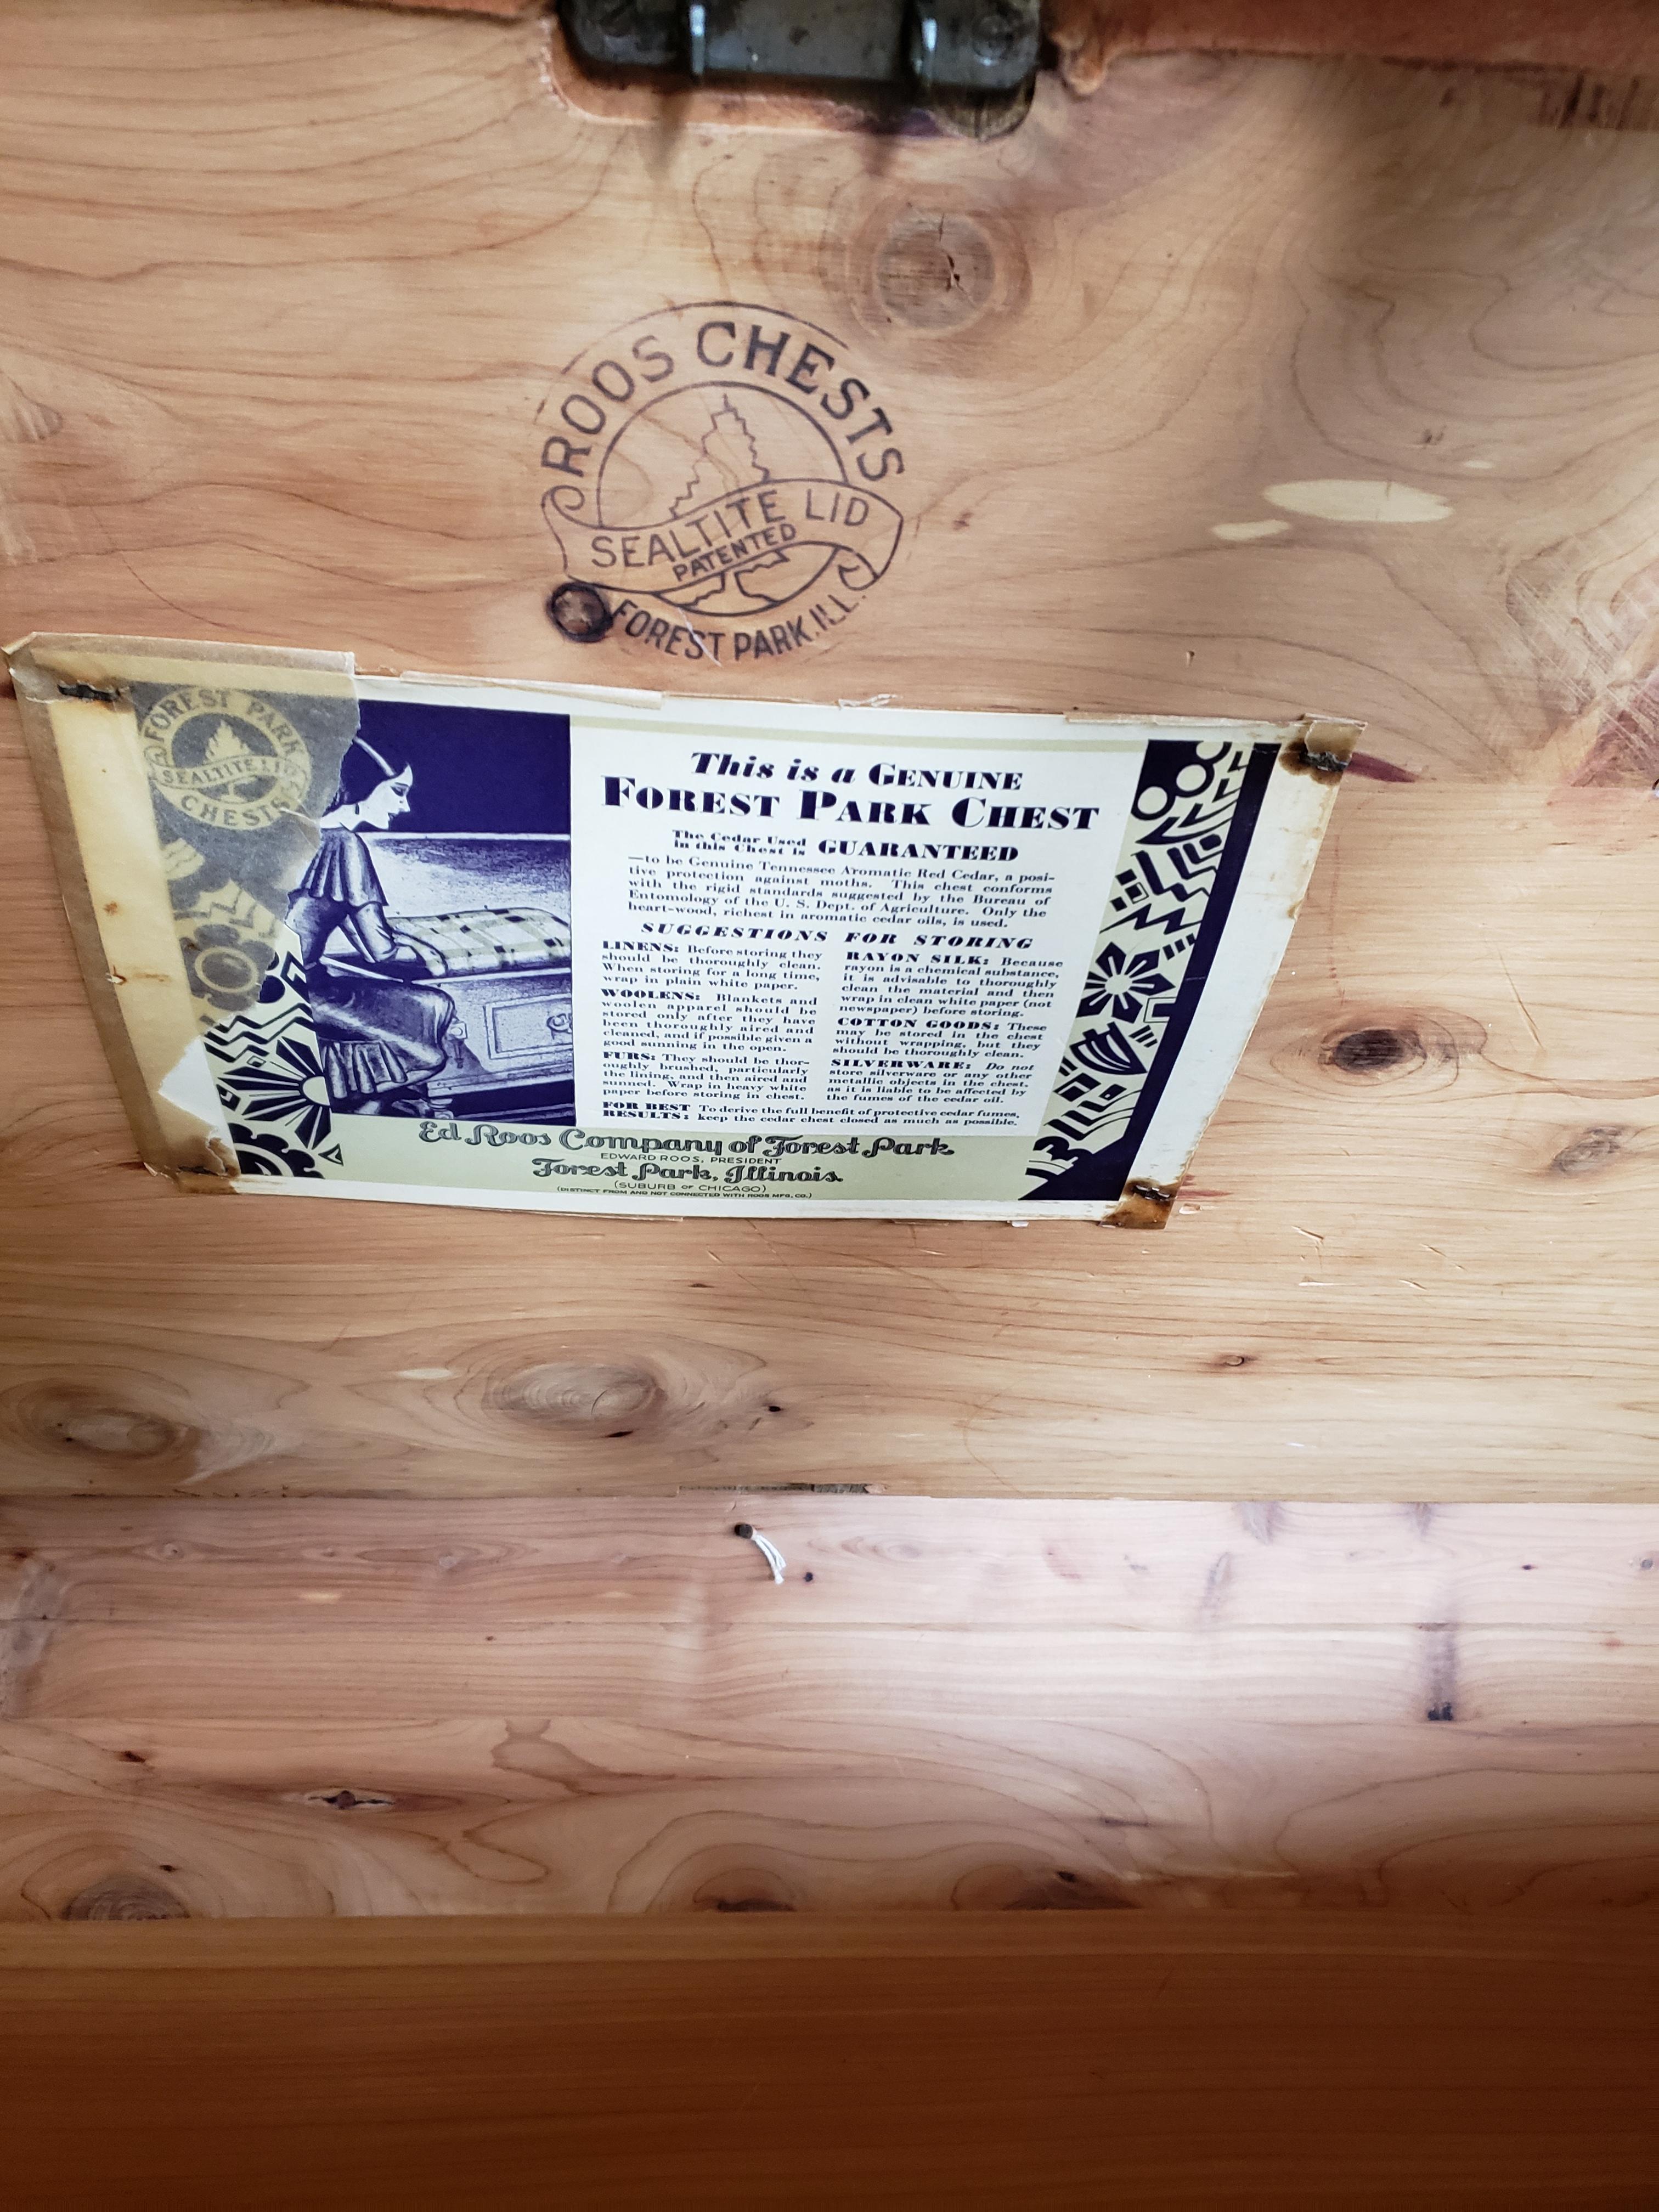 ROOS CHESTS
SEALTITE LID
PATENTED
FOREST PARK, ILL.
FOREST PARK
SEALTITE LID
CHESTS
This is a GENUINE
FOREST PARK CHEST
The Cedar Used
in this Chest is GUARANTEED
—to be Genuine Tennessee Aromatic Red Cedar, a posi-
tive protection against moths. This chest conforms
with the rigid standards suggested by the Bureau of
Entomology of the U. S. Dept. of Agriculture. Only the
heart-wood, richest in aromatic cedar oils, is used.
SUGGESTIONS FOR STORING
LINENS: Before storing they
should be thoroughly clean.
When storing for a long time,
wrap in plain white paper.
WOOLENS: Blankets and
woolen apparel should be
stored only after they have
been thoroughly aired and
cleaned, and if possible given a
good sunning in the open.
FURS: They should be thor-
oughly brushed, particularly
the lining, and then aired and
sunned. Wrap in heavy white
paper before storing in chest.
RAYON SILK: Because
rayon is a chemical substance,
it is advisable to thoroughly
clean the material and then
wrap in clean white paper (not
newspaper) before storing.
COTTON GOODS: These
may be stored in the chest
without wrapping, but they
should be thoroughly clean.
SILVERWARE: Do not
store silverware or any other
metallic objects in the chest,
as it is liable to be affected by
the fumes of the cedar oil.
FOR BEST RESULTS: To derive the full benefit of protective cedar fumes,
keep the cedar chest closed as much as possible.
Ed Roos Company of Forest Park
EDWARD ROOS, PRESIDENT
Forest Park, Illinois
(SUBURB OF CHICAGO)
(DISTINCT FROM AND NOT CONNECTED WITH ROOS MFG. CO.)